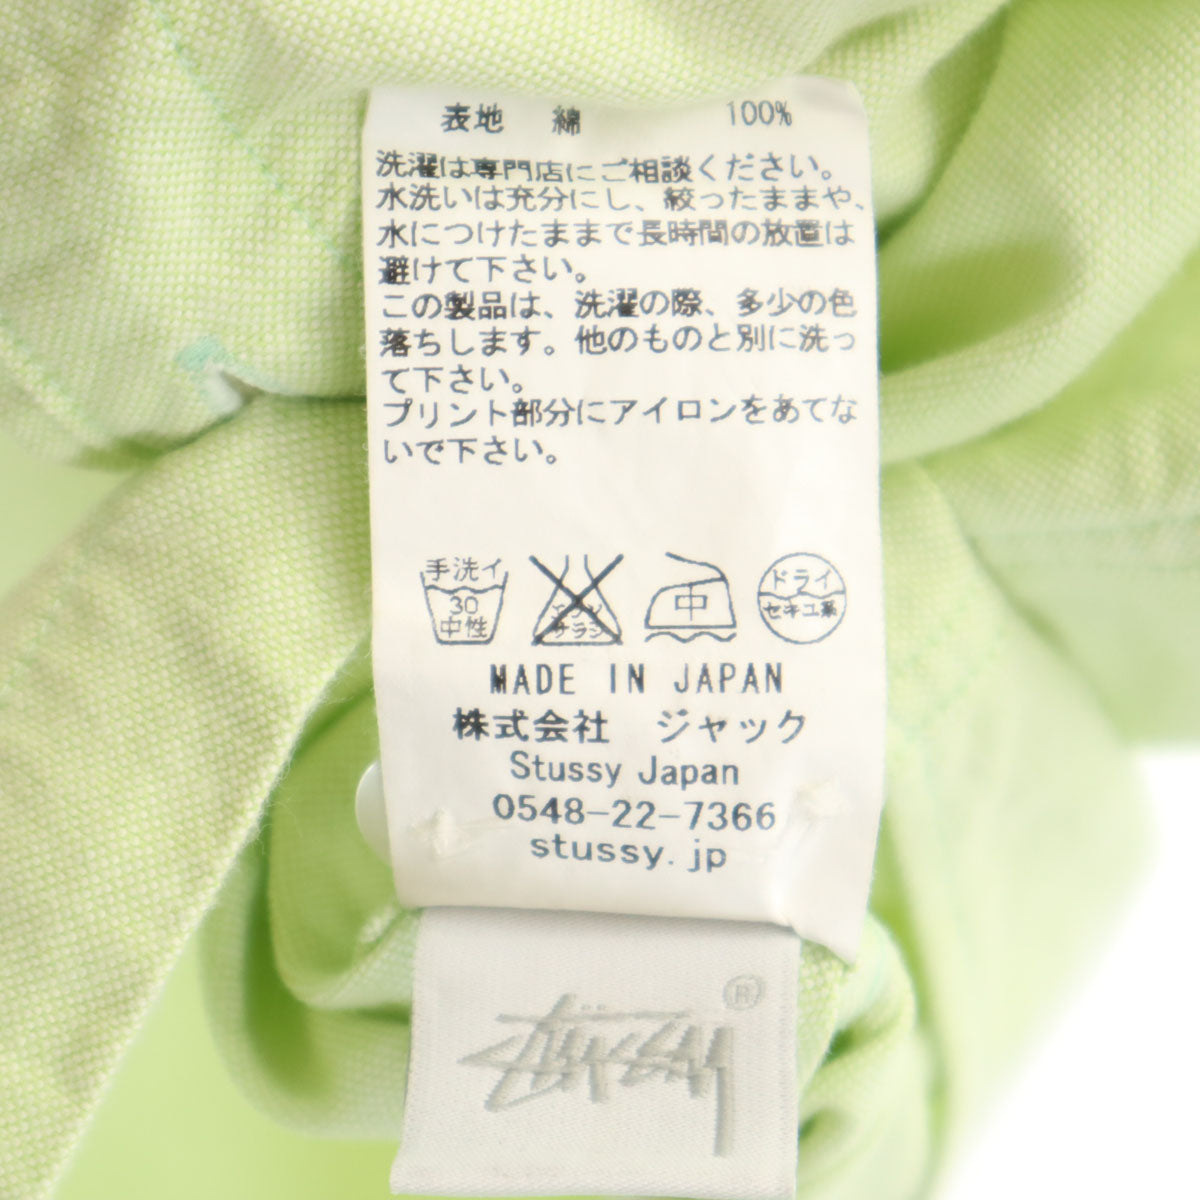 表地 綿 100%
洗濯は専門店にご相談ください。
水洗いは充分にし、絞ったままや、
水につけたままで長時間の放置は
避けて下さい。
この製品は、洗濯の際、多少の色
落ちします。他のものと別に洗っ
て下さい。
プリント部分にアイロンをあてな
いで下さい。
手洗イ
30
中性
エンソ
サラシ
中
ドライ
セキユ系
MADE IN JAPAN
株式会社 ジャック
Stussy Japan
0548-22-7366
stussy.jp
STÜSSY ®